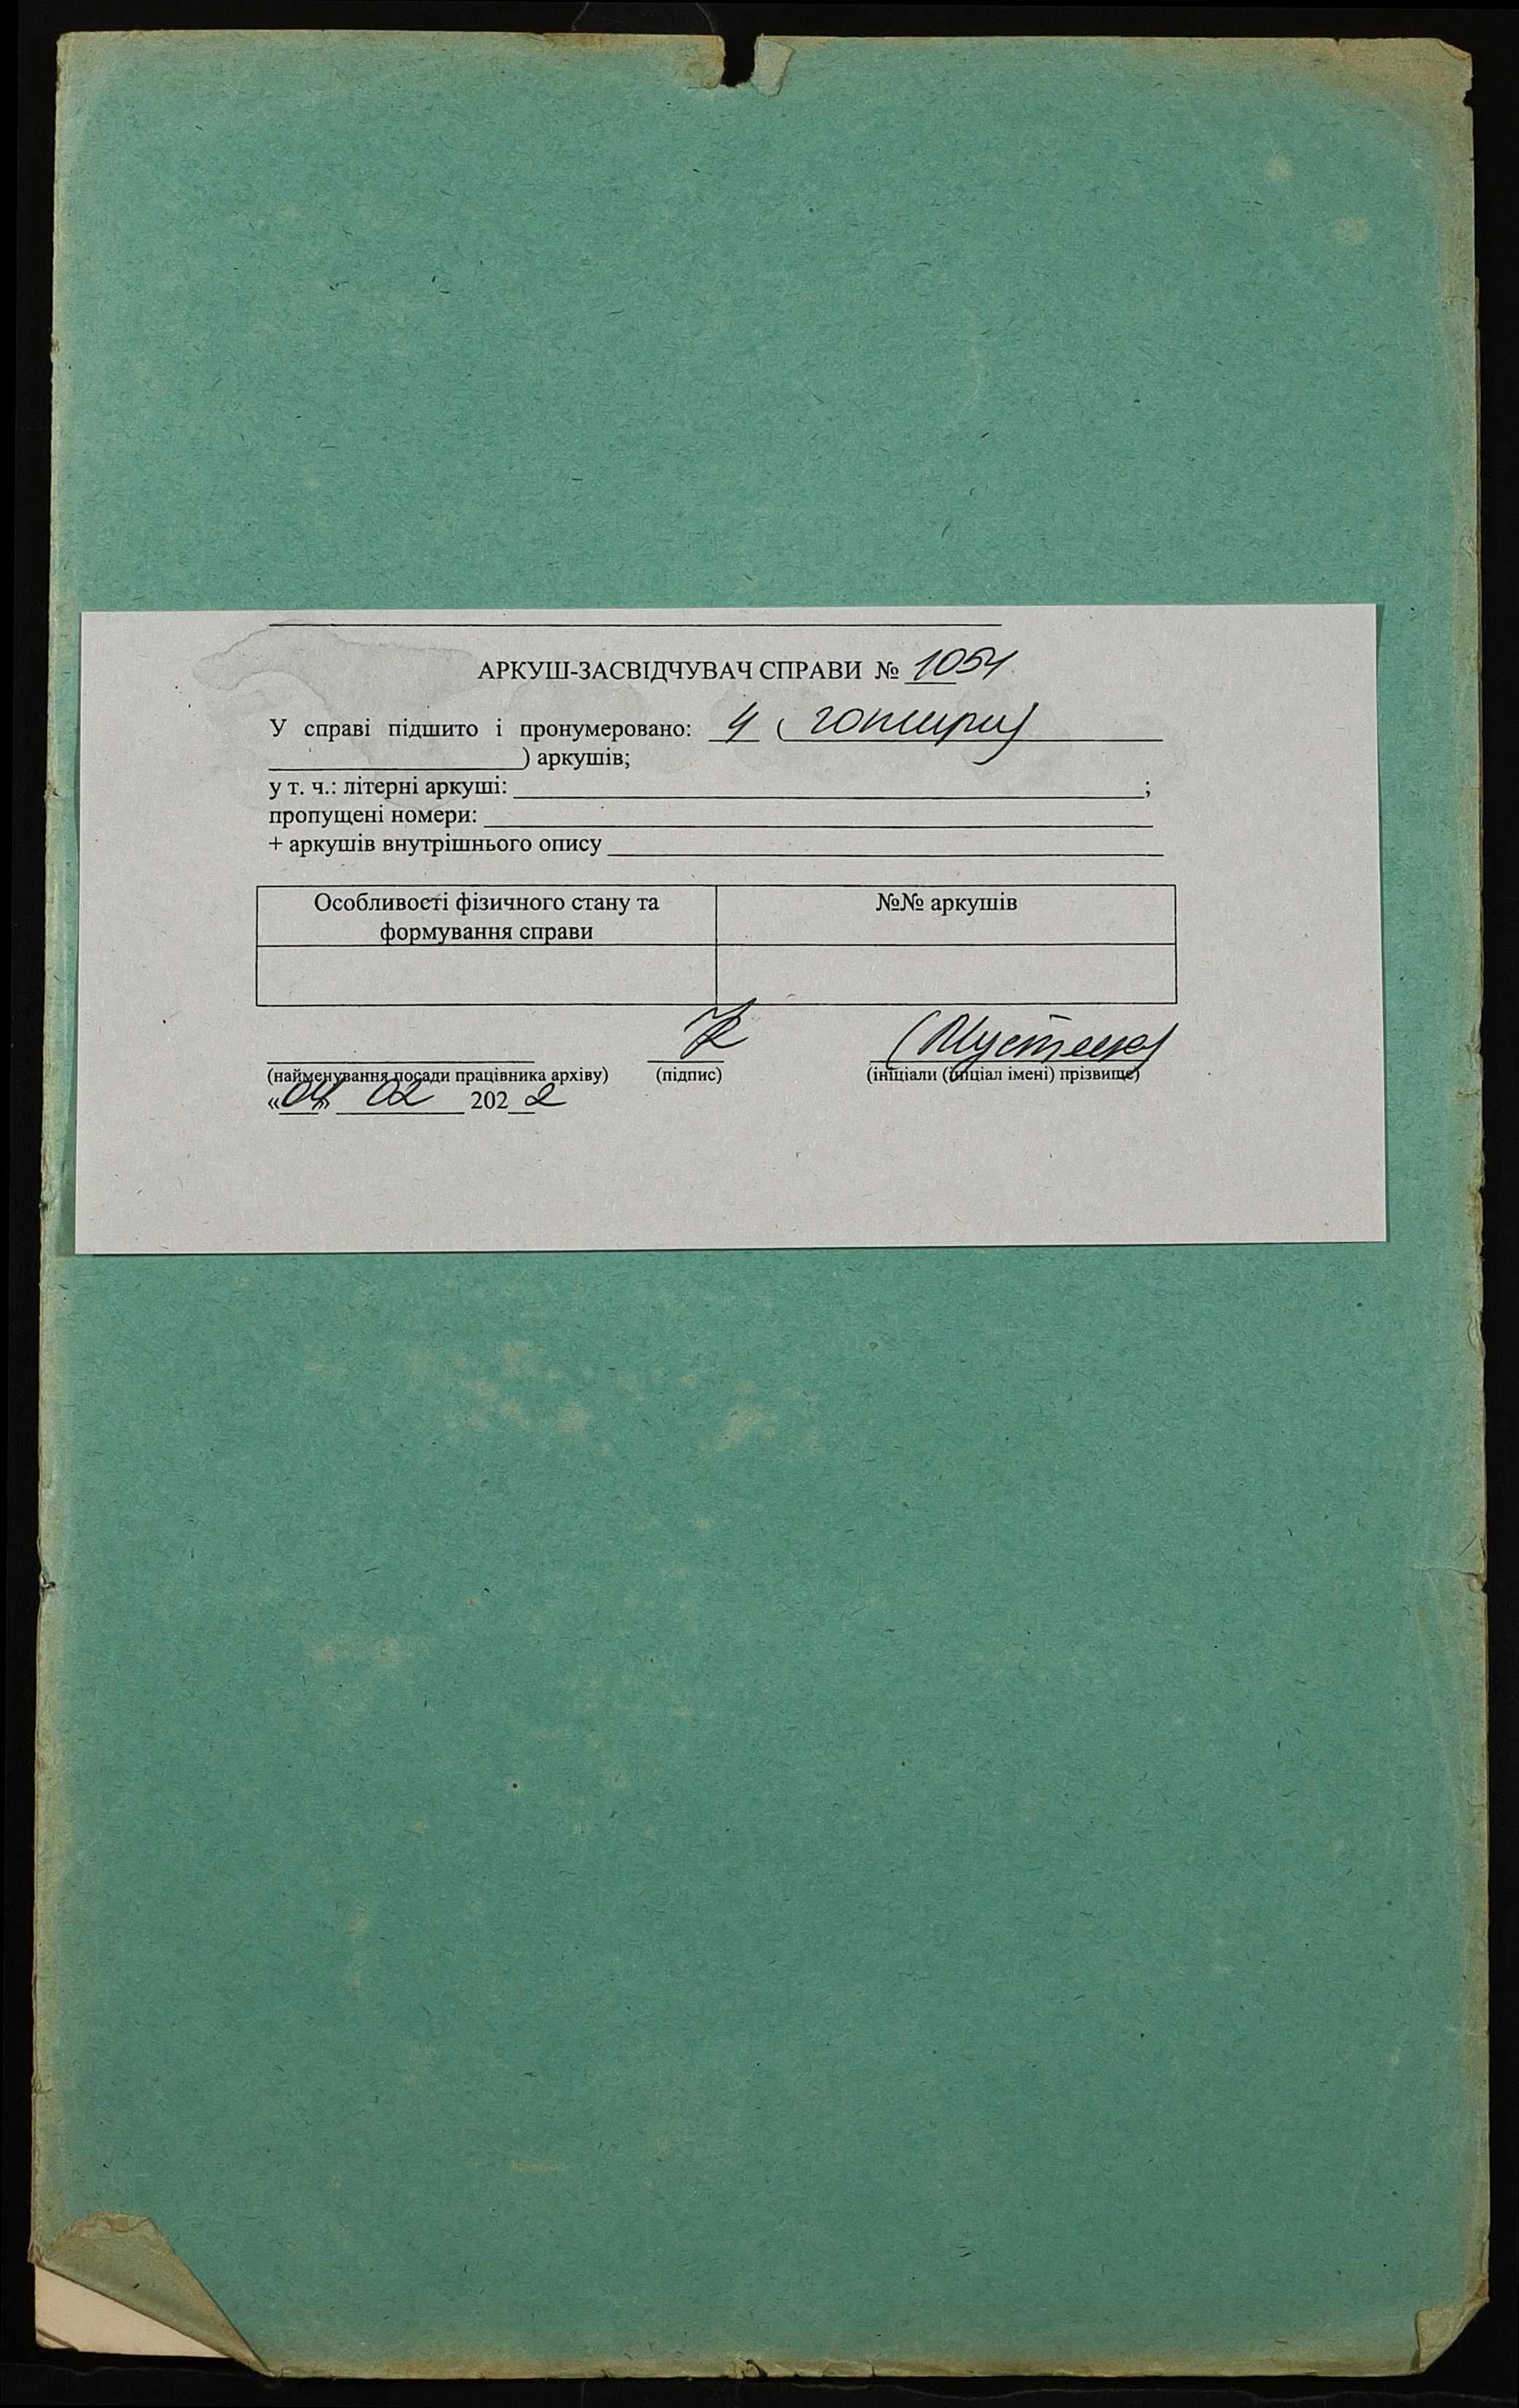 АРКУШ-ЗАСВІДЧУВАЧ СПРАВИ № 1054
У справі підшито і пронумеровано: 4 (чотири)
) аркушів;
у т. ч.: літерні аркуші: ;
пропущені номери:
+ аркушів внутрішнього опису
Особливості фізичного стану та формування справи
№№ аркушів
(найменування посади працівника архіву) (підпис) (ініціали (ініціал імені) прізвище)
«04» 02 2022